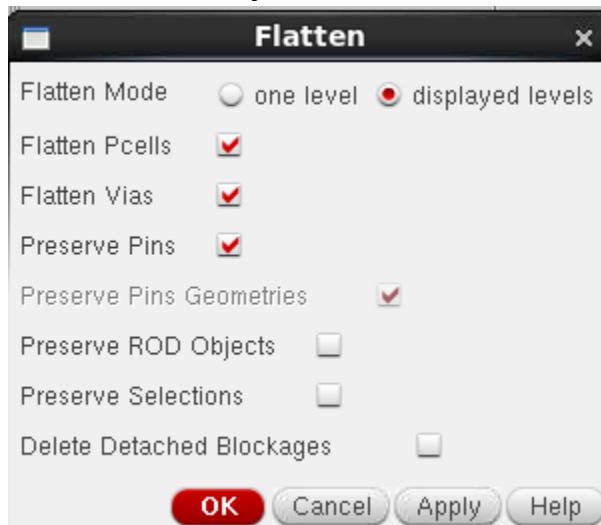 Flatten
Flatten Mode one level displayed levels
Flatten Pcells
Flatten Vias
Preserve Pins
Preserve Pins Geometries
Preserve ROD Objects
Preserve Selections
Delete Detached Blockages
OK Cancel Apply Help